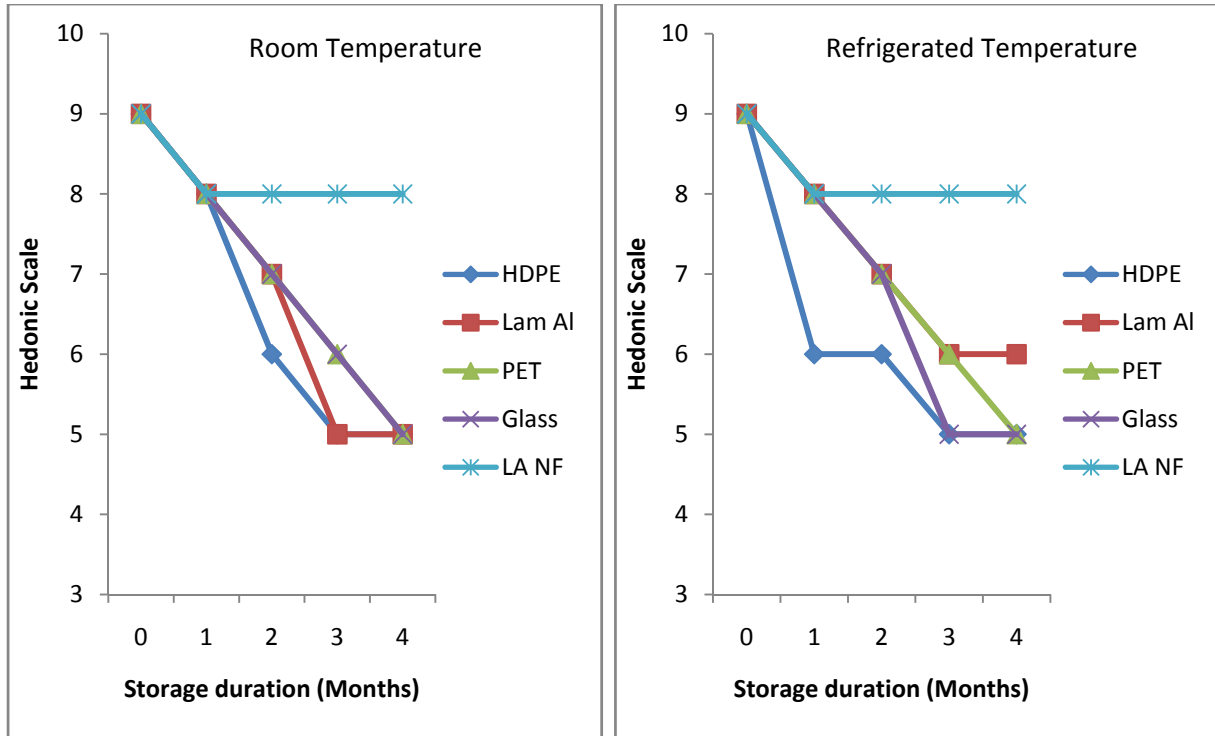 Room Temperature
10
9
8
7
6
5
4
3
Hedonic Scale
0 1 2 3 4
Storage duration (Months)
HDPE
Lam Al
PET
Glass
LA NF
Refrigerated Temperature
10
9
8
7
6
5
4
3
Hedonic Scale
0 1 2 3 4
Storage duration (Months)
HDPE
Lam Al
PET
Glass
LA NF